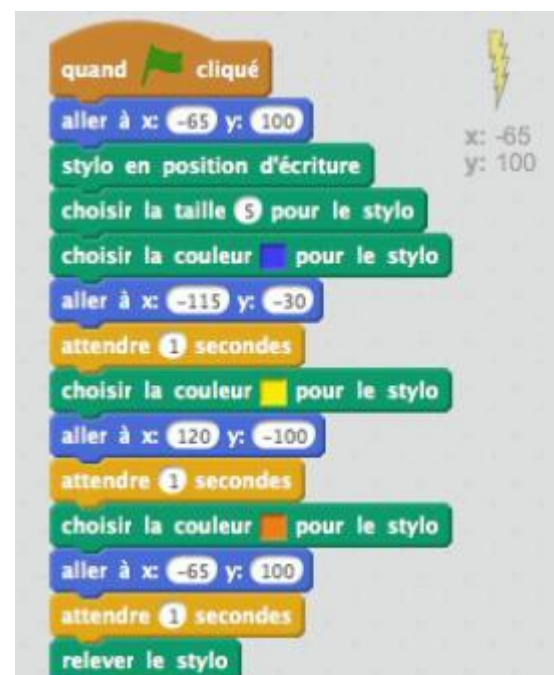 quand cliqué
aller à x: -65 y: 100
stylo en position d'écriture
choisir la taille 5 pour le stylo
choisir la couleur pour le stylo
aller à x: -115 y: -30
attendre 1 secondes
choisir la couleur pour le stylo
aller à x: 120 y: -100
attendre 1 secondes
choisir la couleur pour le stylo
aller à x: -65 y: 100
attendre 1 secondes
relever le stylo
x: -65
y: 100